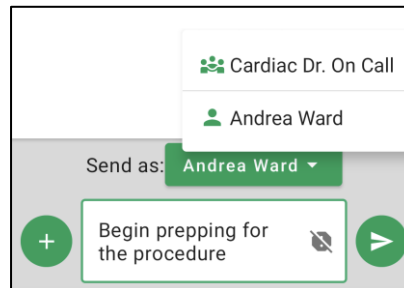 Cardiac Dr. On Call
Andrea Ward
Send as: Andrea Ward
Begin prepping for
the procedure